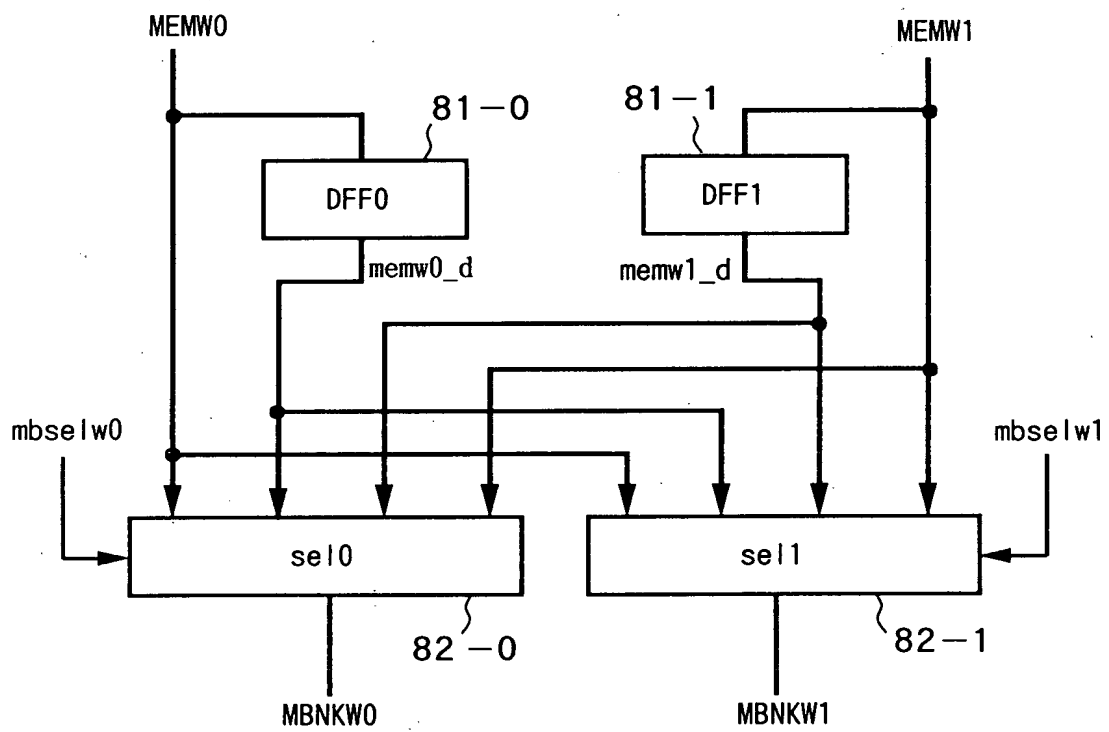 MEMW0
MEMW1
81-0
81-1
DFF0
DFF1
memw0_d
memw1_d
mbselw0
mbselw1
sel0
sel1
82-0
82-1
MBNKW0
MBNKW1